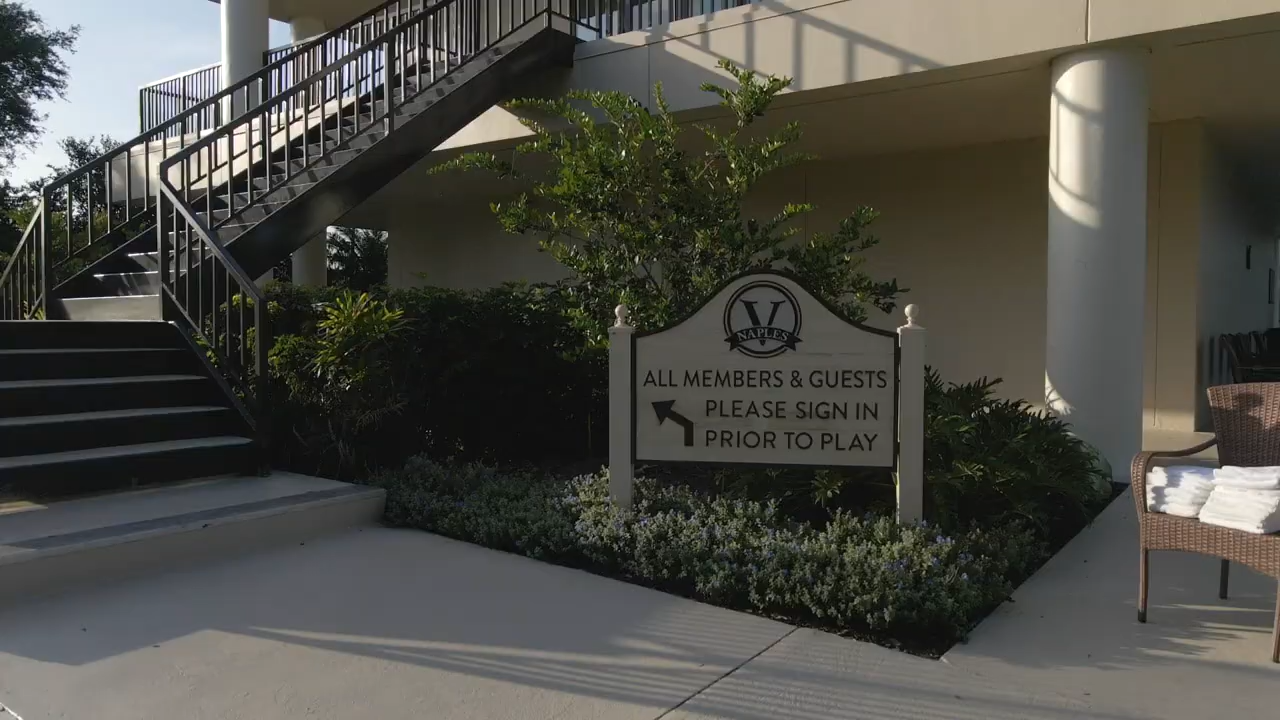 V
NAPLES
ALL MEMBERS & GUESTS
PLEASE SIGN IN
PRIOR TO PLAY